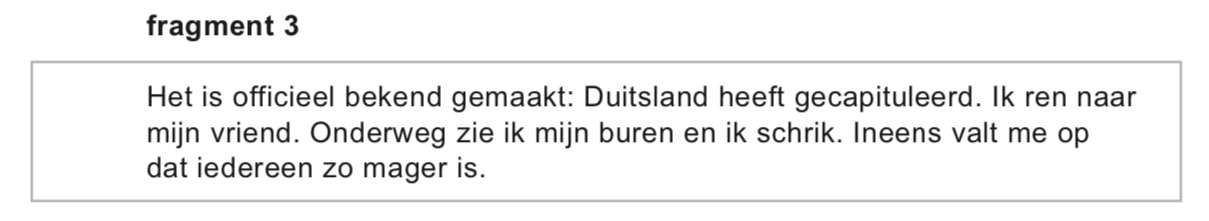 fragment 3
Het is officieel bekend gemaakt: Duitsland heeft gecapituleerd. Ik ren naar
mijn vriend. Onderweg zie ik mijn buren en ik schrik. Ineens valt me op
dat iedereen zo mager is.